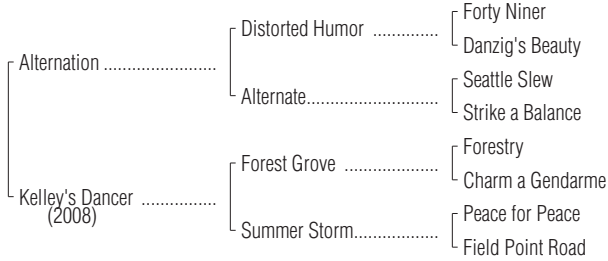 Forty Niner
Distorted Humor ..............
Danzig's Beauty
Alternation ........................
Seattle Slew
Alternate............................
Strike a Balance
Forestry
Forest Grove ....................
Charm a Gendarme
Kelley's Dancer ................
(2008)
Peace for Peace
Summer Storm..................
Field Point Road